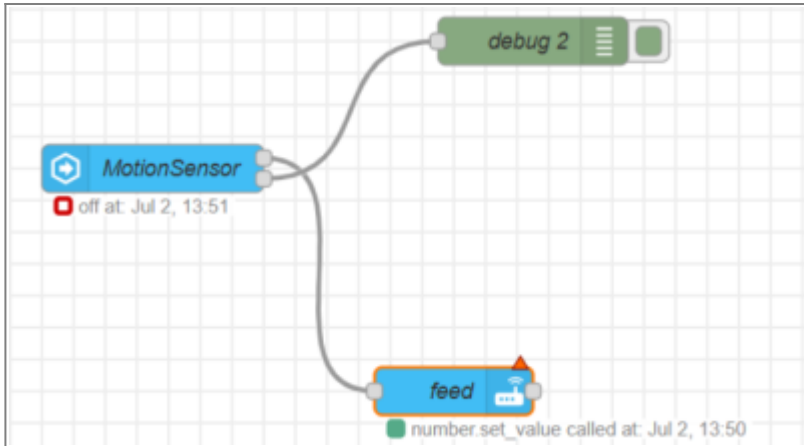 debug 2
MotionSensor
off at: Jul 2, 13:51
feed
number.set_value called at: Jul 2, 13:50